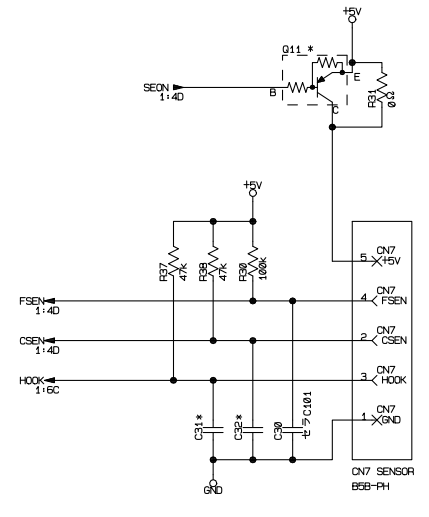 +5V
Q11 *
E
SEON
1:4D
B
C
R31
0Ω
+5V
R37
47k
R38
47k
R30
100k
CN7
5
+5V
CN7
FSEN
4
FSEN
1:4D
CN7
CSEN
2
CSEN
1:4D
CN7
HOOK
3
HOOK
1:6C
C31*
C32*
C30
セラ C101
CN7
1
GND
GND
CN7 SENSOR
B5B-PH